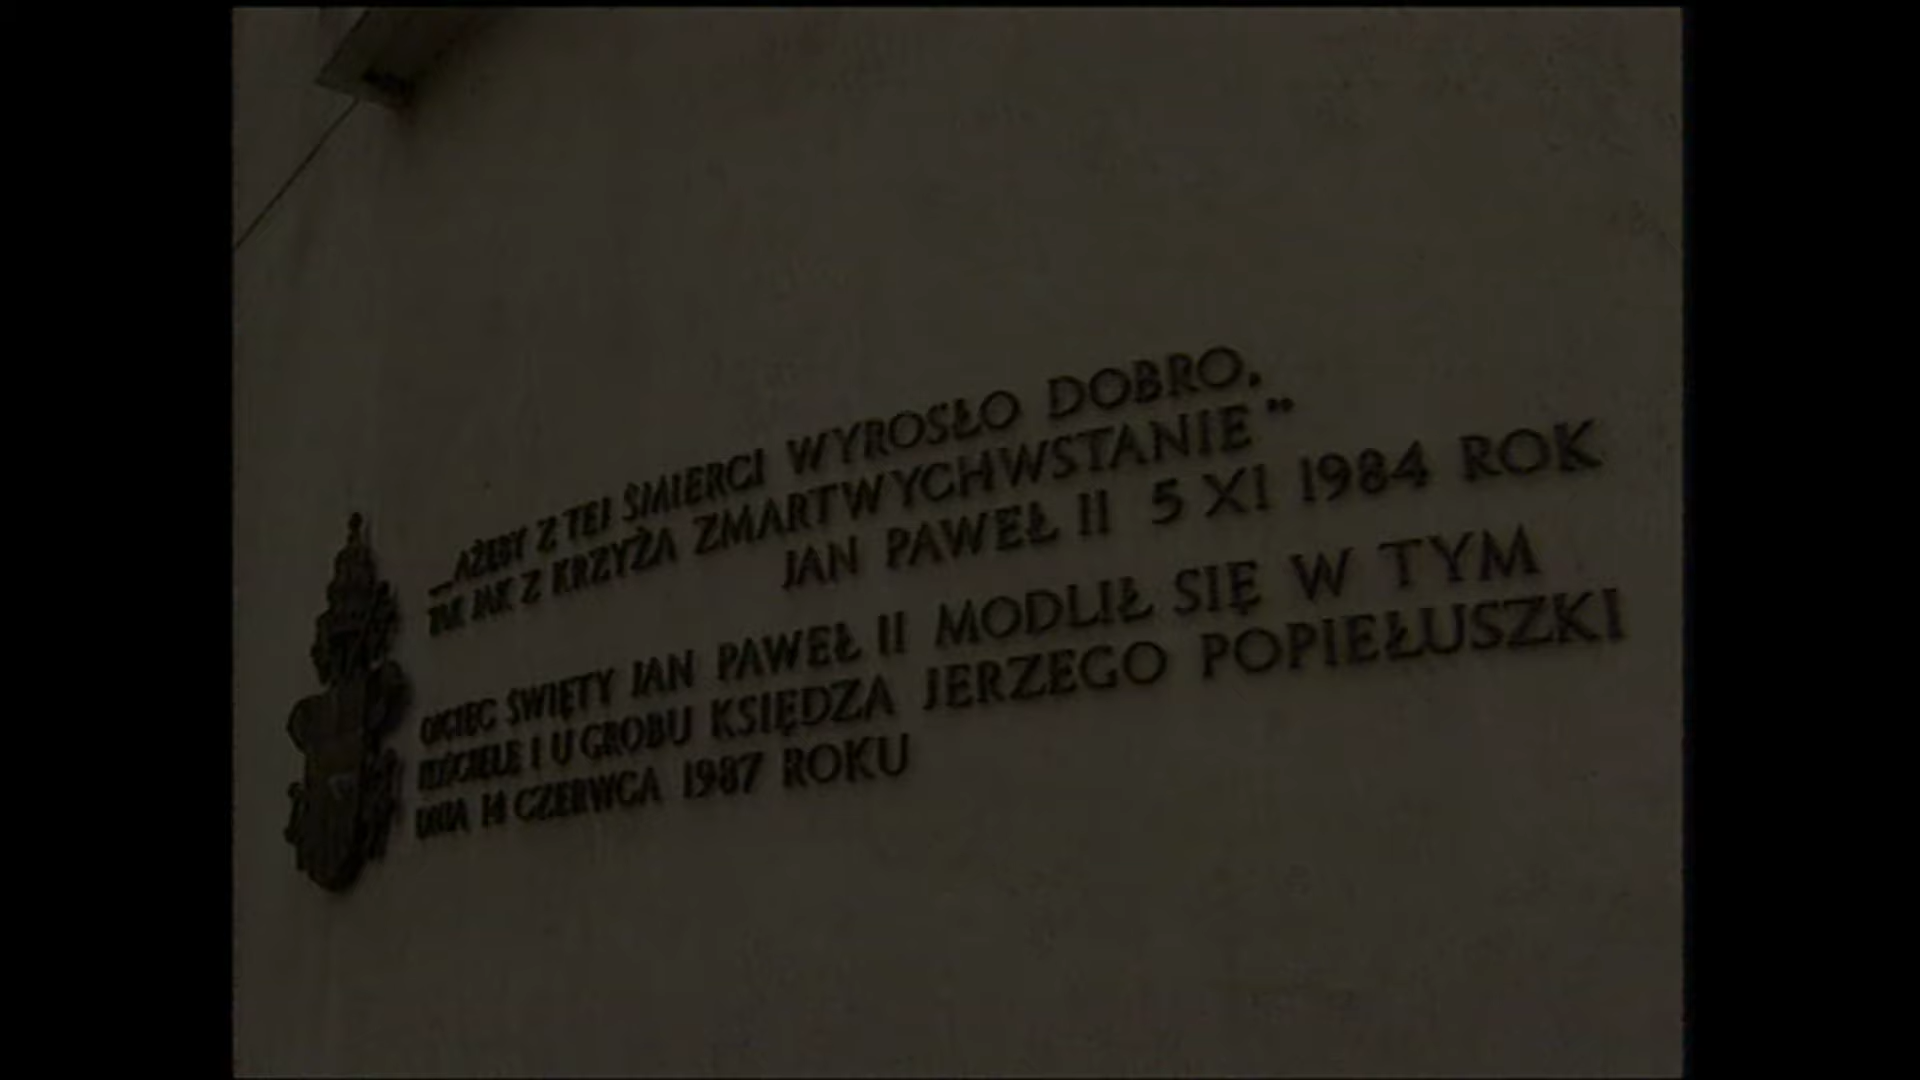 „AŻEBY Z TEJ ŚMIERCI WYROSŁO DOBRO,
TAK JAK Z KRZYŻA ZMARTWYCHWSTANIE”
JAN PAWEŁ II 5 XI 1984 ROK
OJCIEC ŚWIĘTY JAN PAWEŁ II MODLIŁ SIĘ W TYM
KOŚCIELE I U GROBU KSIĘDZA JERZEGO POPIEŁUSZKI
DNIA 14 CZERWCA 1987 ROKU